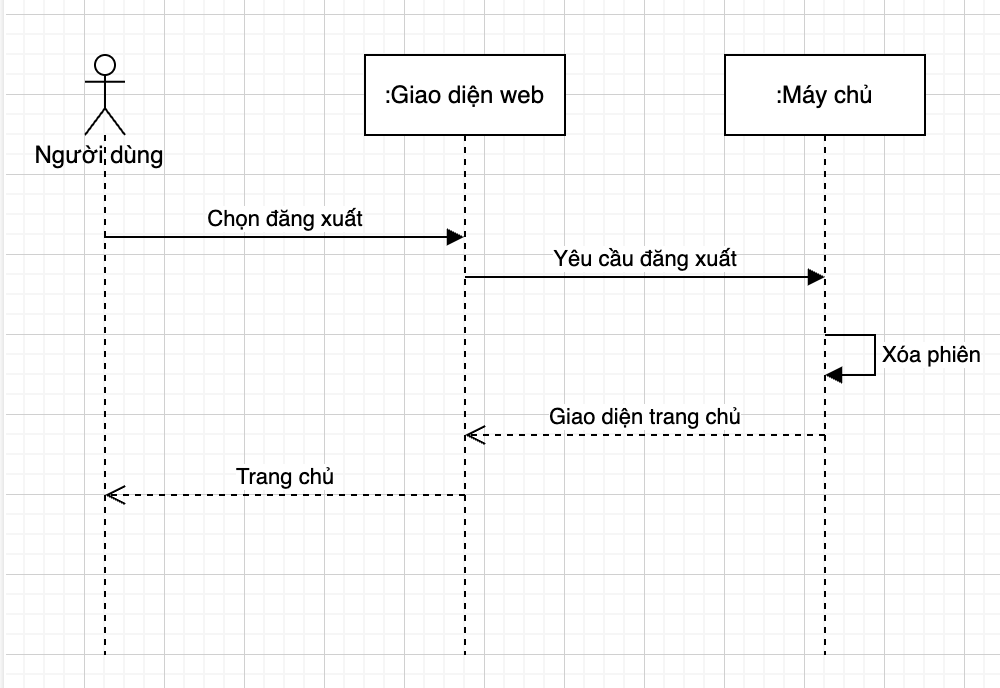 :Giao diện web
:Máy chủ
Người dùng
Chọn đăng xuất
Yêu cầu đăng xuất
Xóa phiên
Giao diện trang chủ
Trang chủ